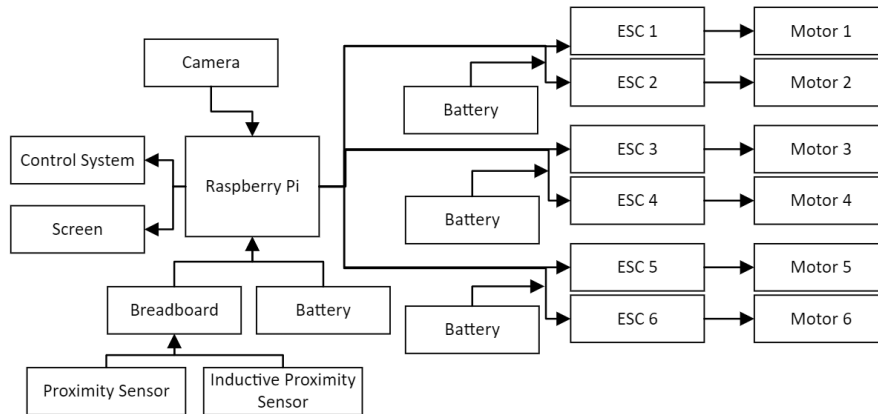 Camera
Control System
Screen
Raspberry Pi
Breadboard
Battery
Proximity Sensor
Inductive Proximity
Sensor
Battery
Battery
Battery
ESC 1
Motor 1
ESC 2
Motor 2
ESC 3
Motor 3
ESC 4
Motor 4
ESC 5
Motor 5
ESC 6
Motor 6